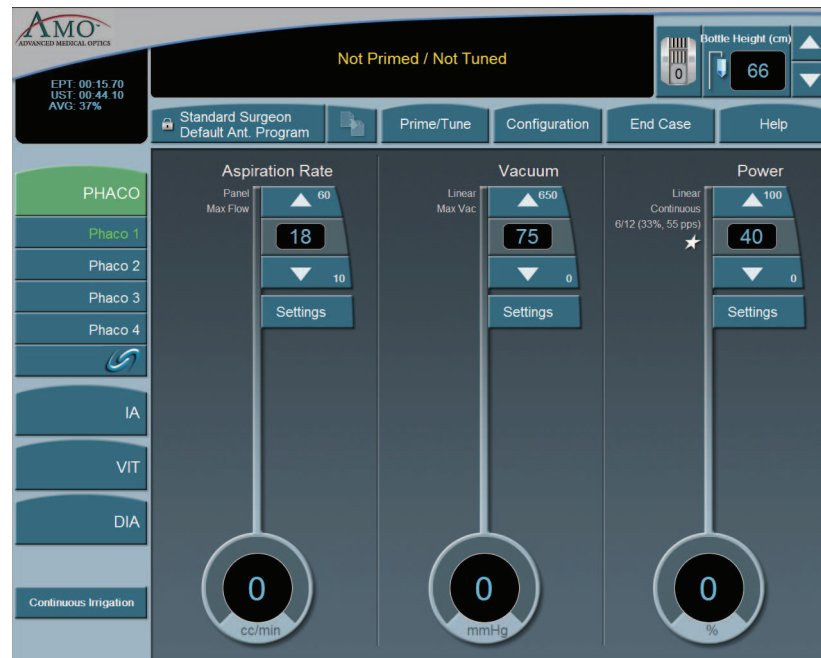 AMO
ADVANCED MEDICAL OPTICS
EPT: 00:15.70
UST: 00:44.10
AVG: 37%
Not Primed / Not Tuned
0
Bottle Height (cm)
66
Standard Surgeon
Default Ant. Program
Prime/Tune
Configuration
End Case
Help
PHACO
Phaco 1
Phaco 2
Phaco 3
Phaco 4
IA
VIT
DIA
Continuous Irrigation
Aspiration Rate
Panel
Max Flow
60
18
10
Settings
0
cc/min
Vacuum
Linear
Max Vac
650
75
0
Settings
0
mmHg
Power
Linear
Continuous
6/12 (33%, 55 pps)
100
40
0
Settings
0
%